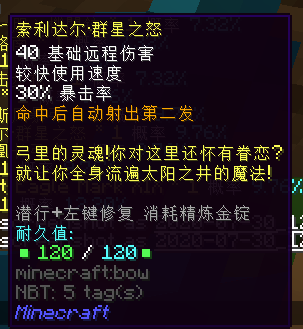 索利达尔·群星之怒
40 基础远程伤害
较快使用速度
30% 暴击率
命中后自动射出第二发
弓里的灵魂!你对这里还怀有眷恋?
就让你全身流遍太阳之井的魔法!
潜行+左键修复 消耗精炼金锭
耐久值:
120 / 120
minecraft:bow
NBT: 5 tag(s)
Minecraft